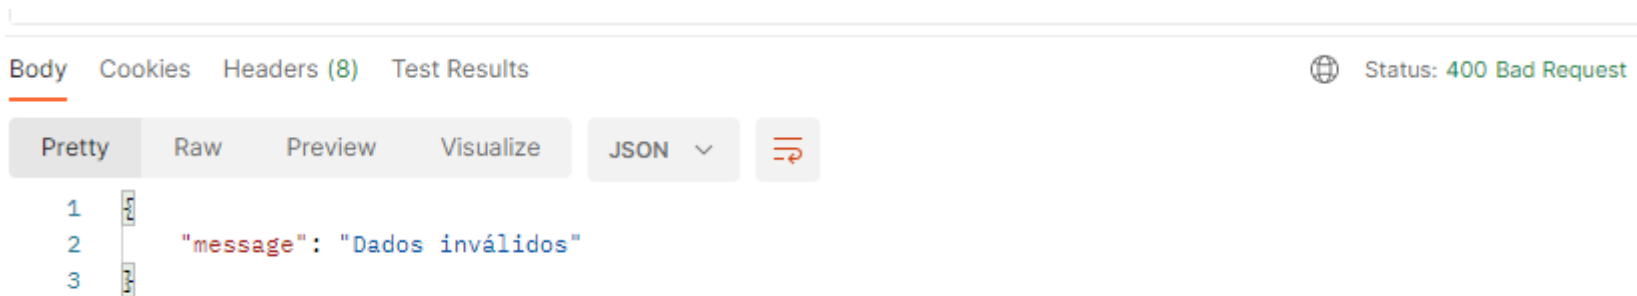 Body Cookies Headers (8) Test Results Status: 400 Bad Request
Pretty Raw Preview Visualize JSON
1 {
2 "message": "Dados inválidos"
3 }